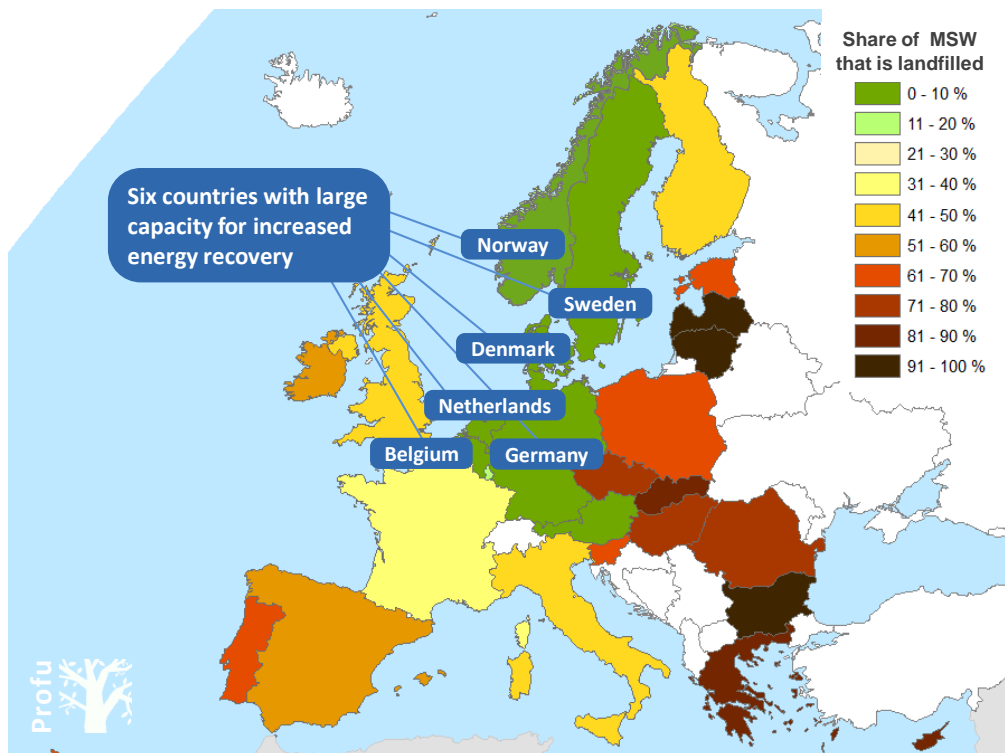 Share of MSW
that is landfilled
0 - 10 %
11 - 20 %
21 - 30 %
31 - 40 %
41 - 50 %
51 - 60 %
61 - 70 %
71 - 80 %
81 - 90 %
91 - 100 %
Six countries with large
capacity for increased
energy recovery
Norway
Sweden
Denmark
Netherlands
Belgium
Germany
Profu